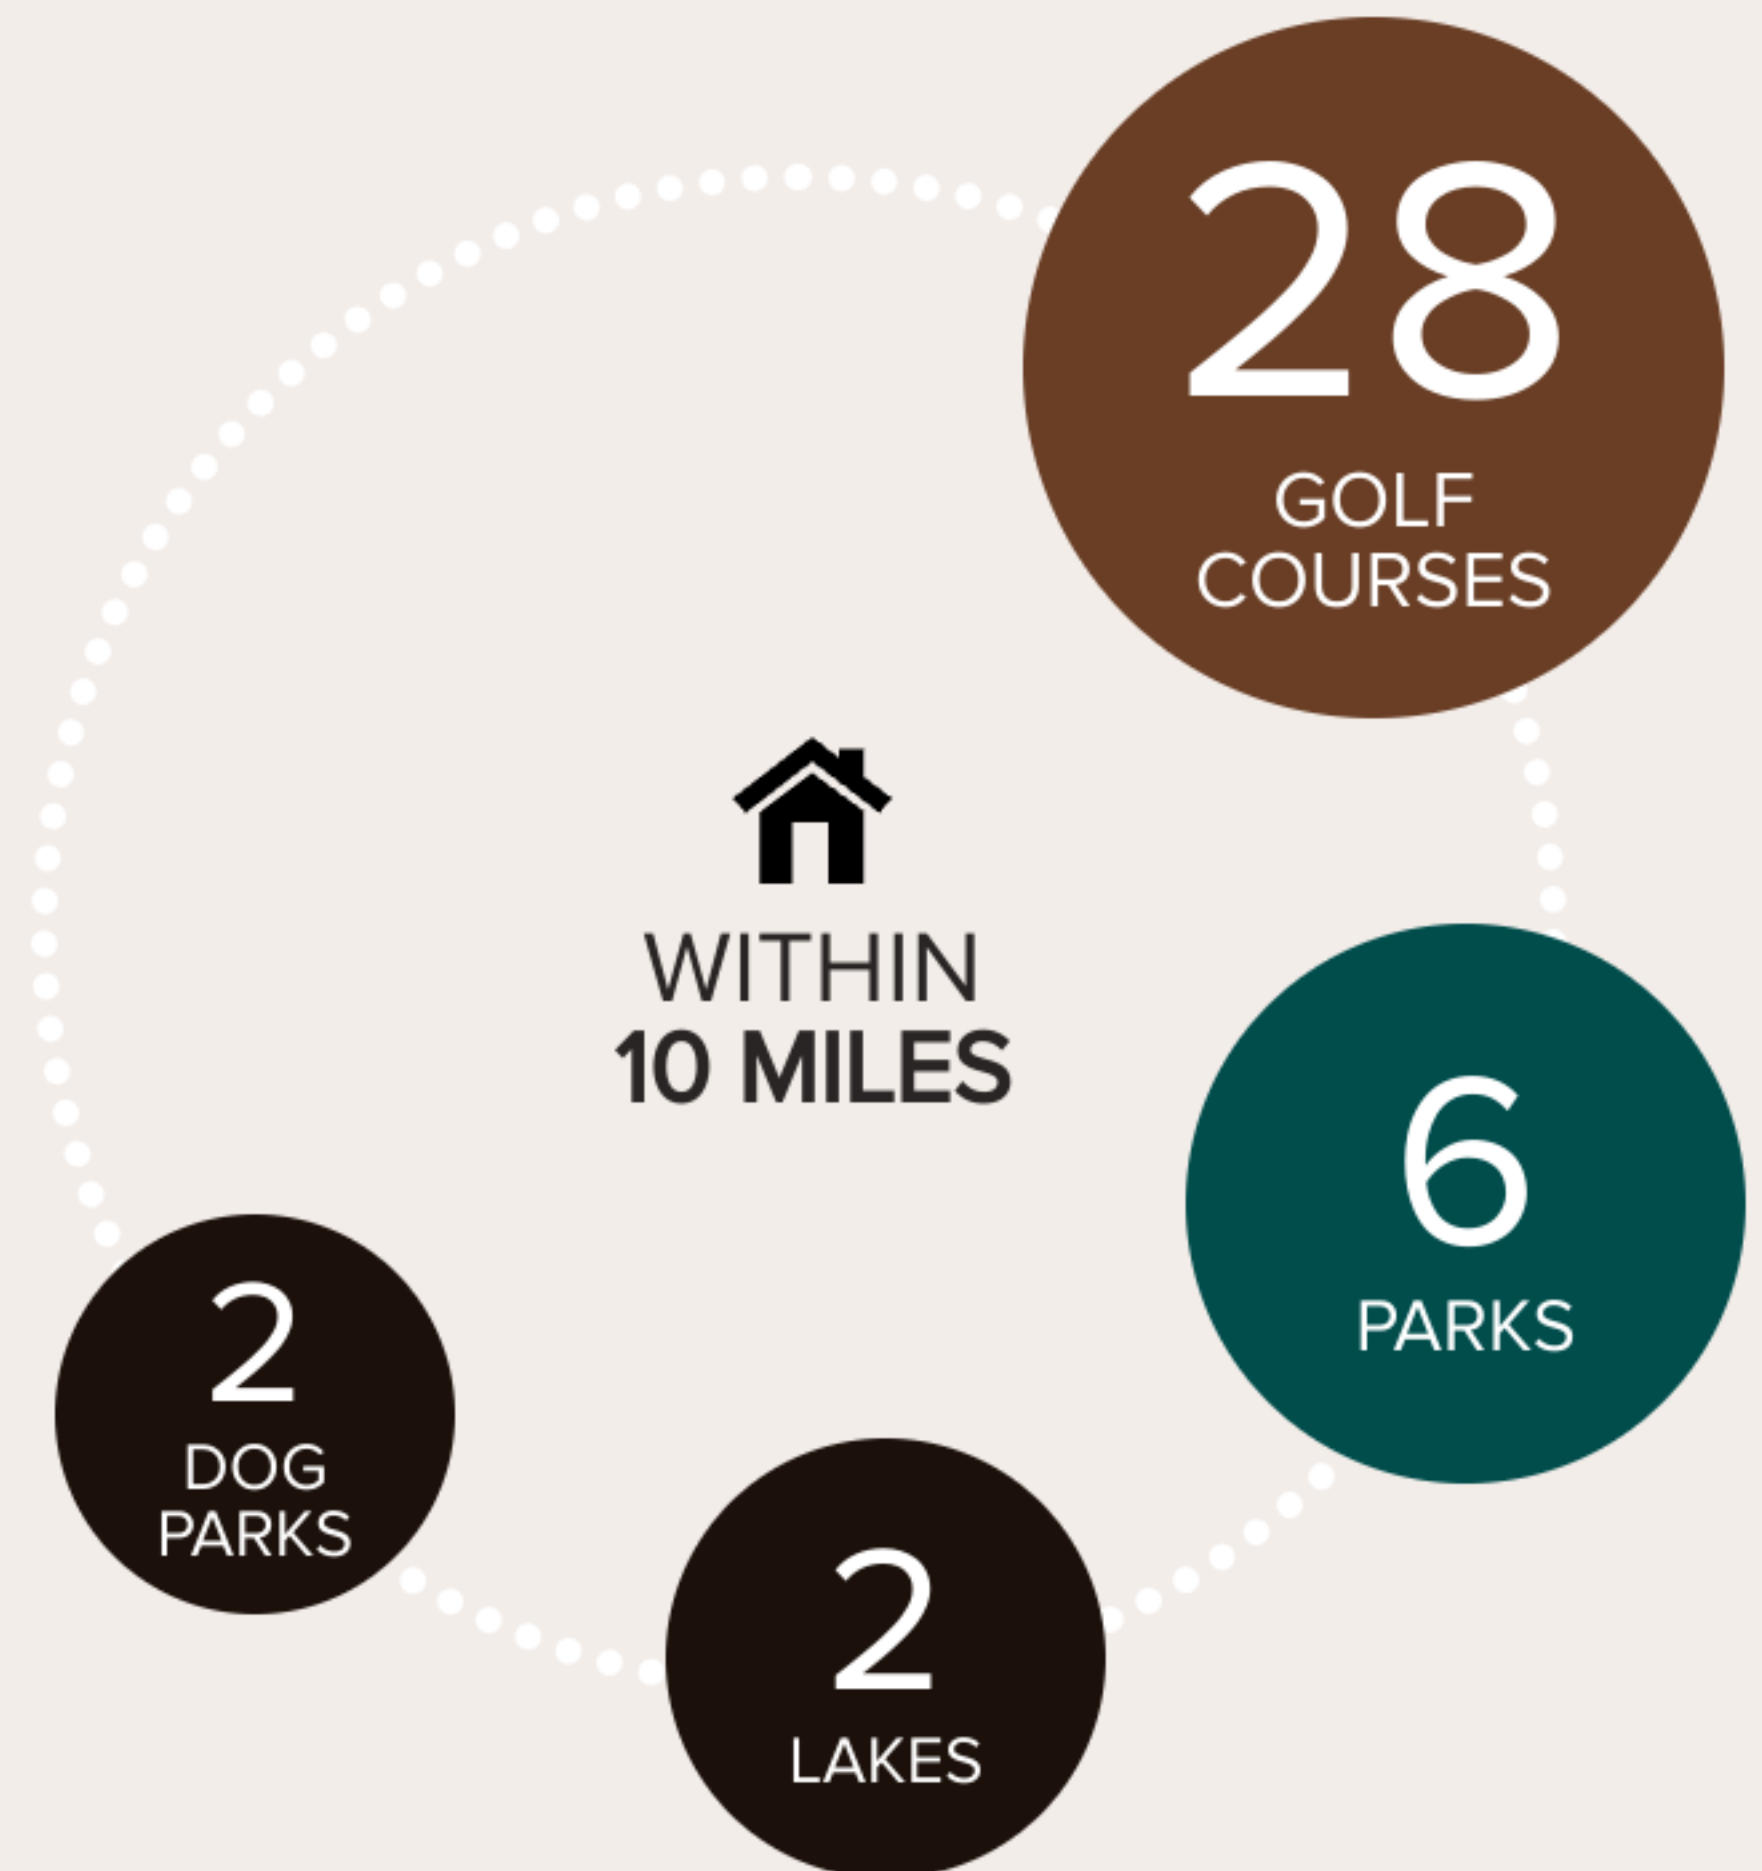 28
GOLF
COURSES
WITHIN
10 MILES
6
PARKS
2
DOG
PARKS
2
LAKES